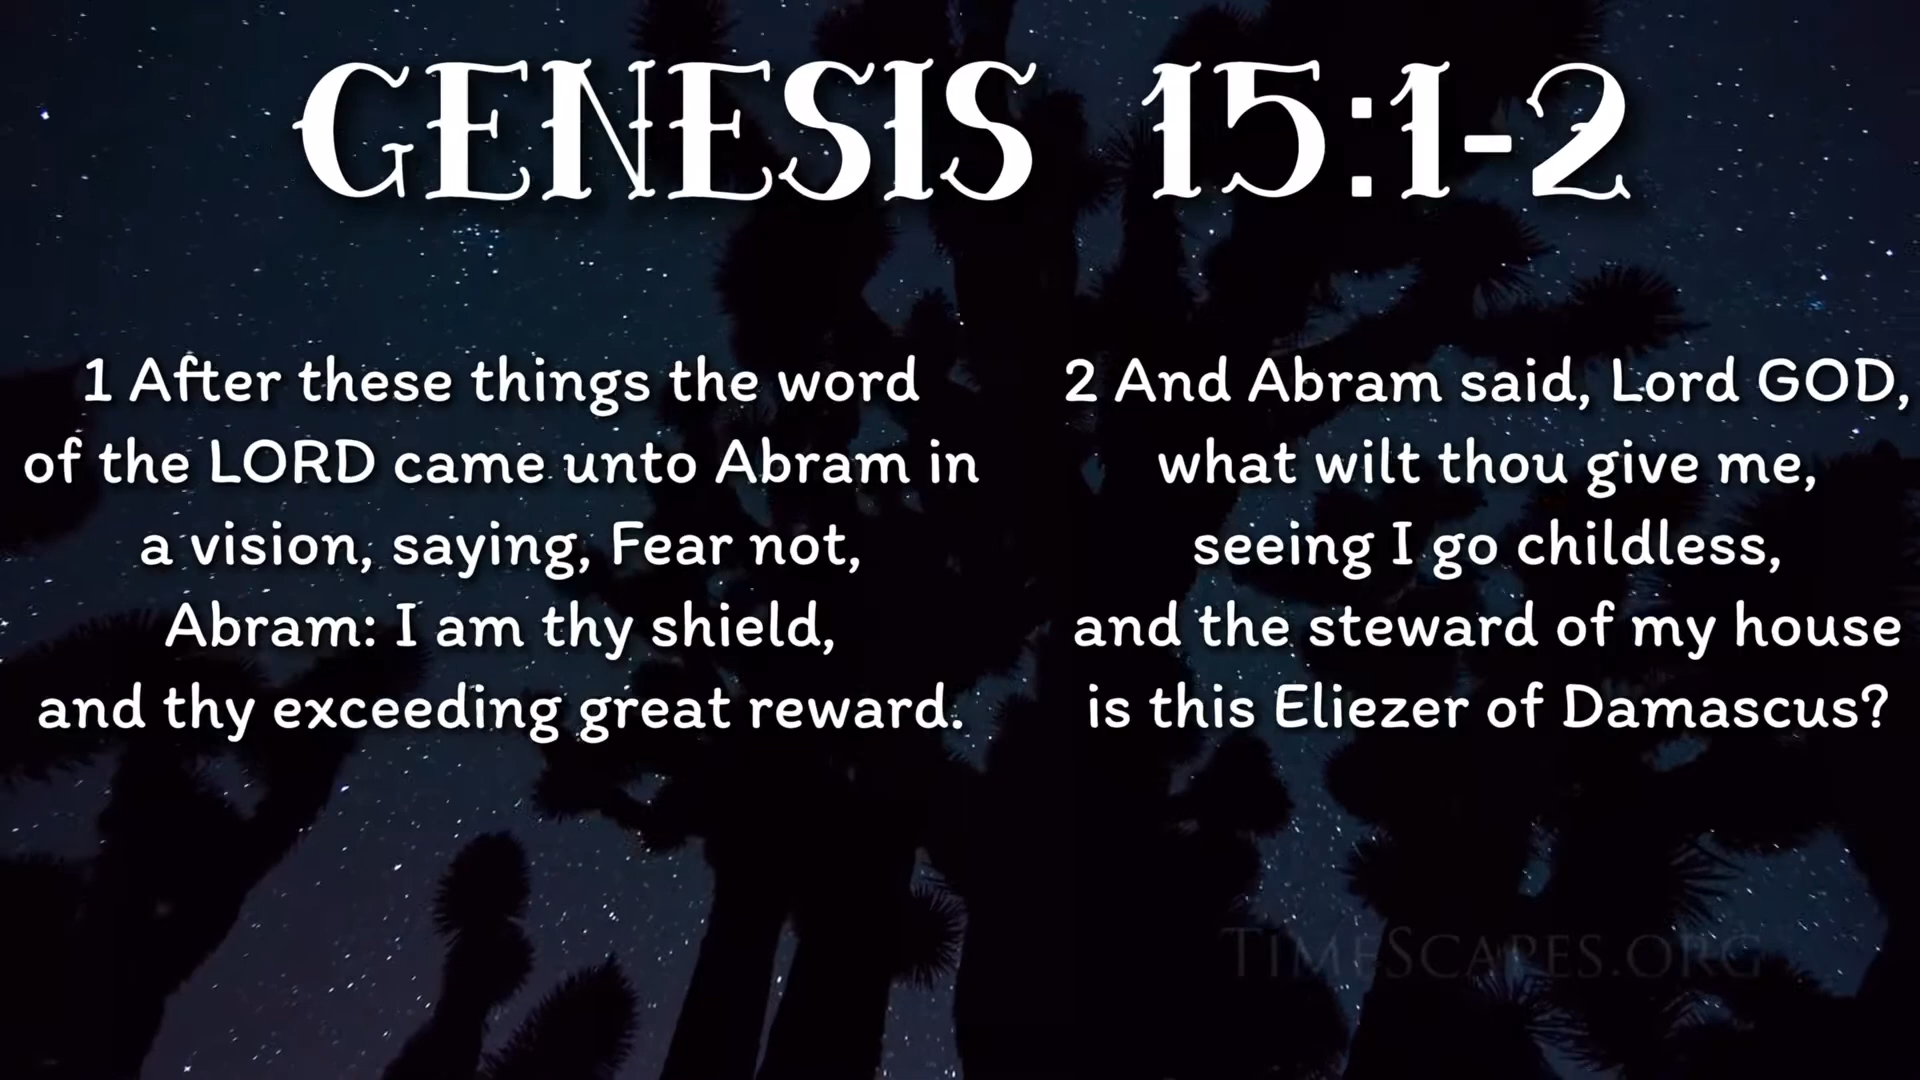 GENESIS 15:1-2
1 After these things the word
of the LORD came unto Abram in
a vision, saying, Fear not,
Abram: I am thy shield,
and thy exceeding great reward.
2 And Abram said, Lord GOD,
what wilt thou give me,
seeing I go childless,
and the steward of my house
is this Eliezer of Damascus?
TIMESCAPES.ORG